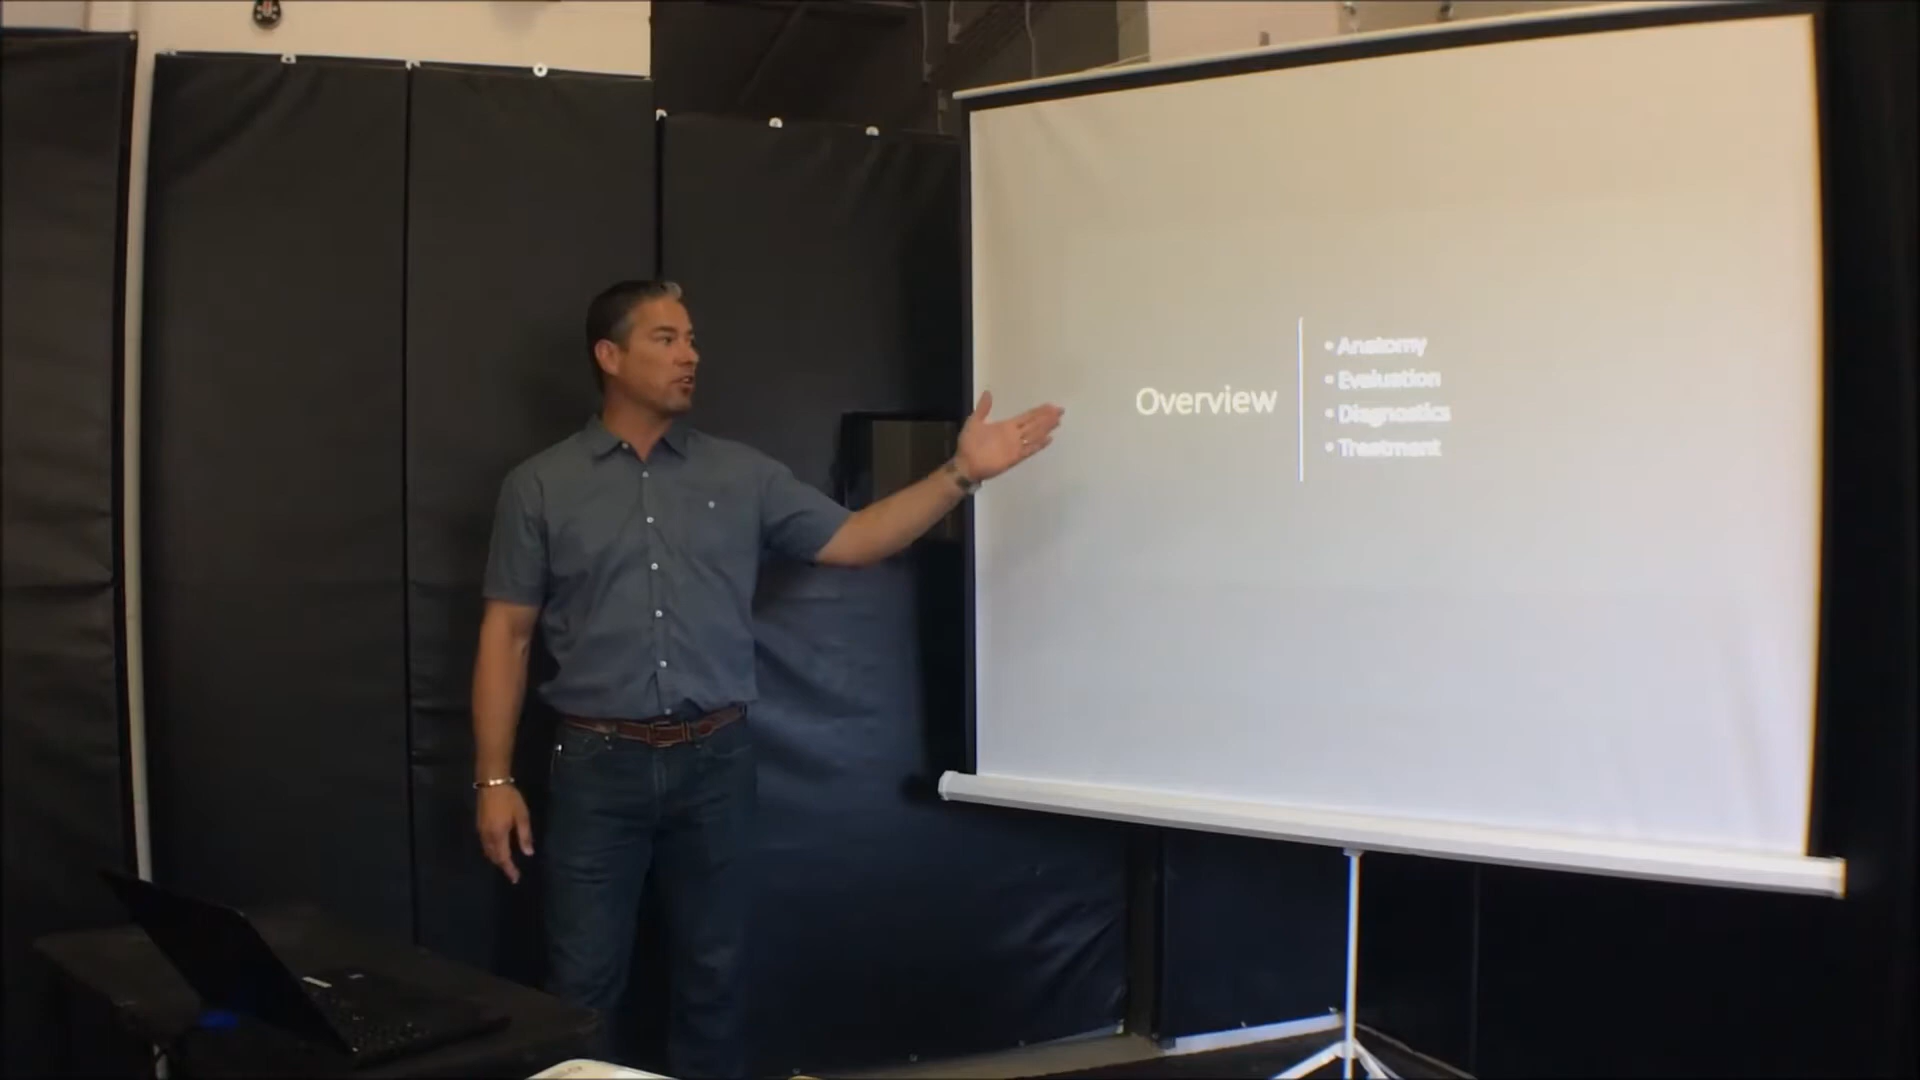 Overview
• Anatomy
• Evaluation
• Diagnostics
• Treatment